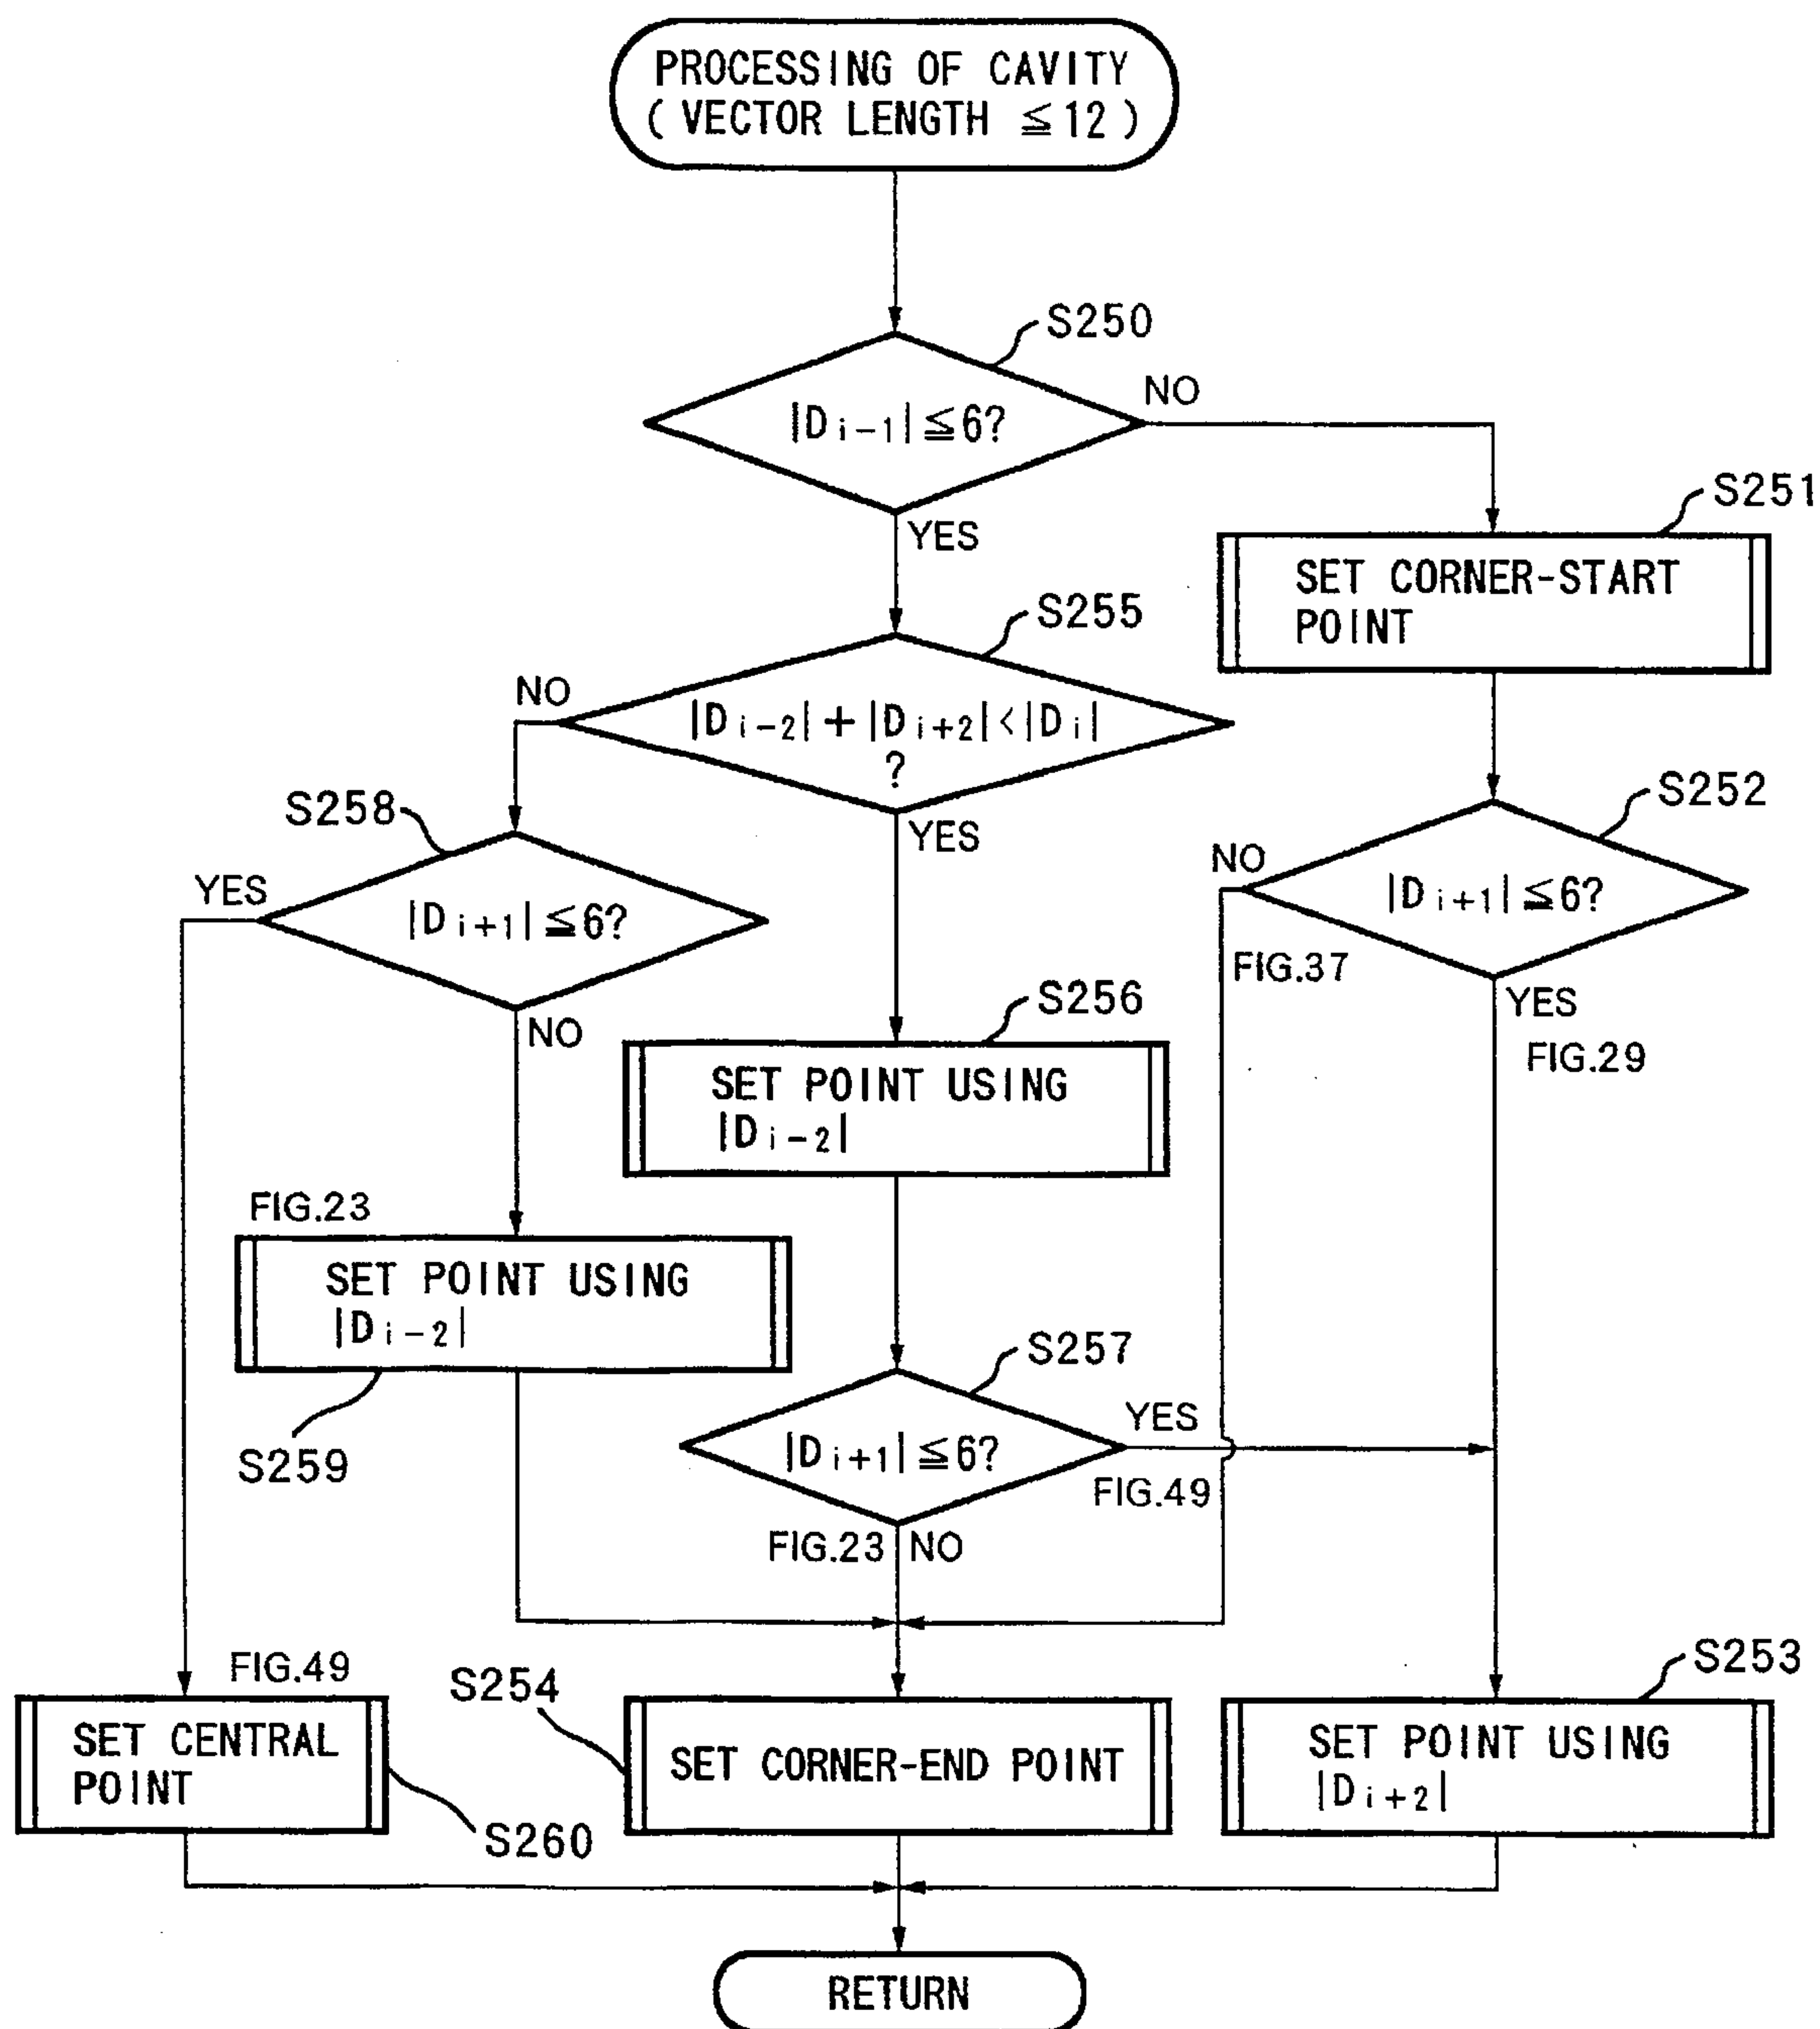 PROCESSING OF CAVITY
( VECTOR LENGTH ≦12 )
S250
|D i-1| ≦6?
NO
YES
S251
SET CORNER-START
POINT
S255
NO
|D i-2| + |D i+2| < |D i|
?
YES
S258
YES
|D i+1| ≦6?
NO
S252
NO
|D i+1| ≦6?
FIG.37
YES
FIG.29
S256
SET POINT USING
|D i-2|
FIG.23
SET POINT USING
|D i-2|
S259
S257
YES
|D i+1| ≦6?
FIG.49
FIG.23 NO
FIG.49
SET CENTRAL
POINT
S260
S254
SET CORNER-END POINT
S253
SET POINT USING
|D i+2|
RETURN